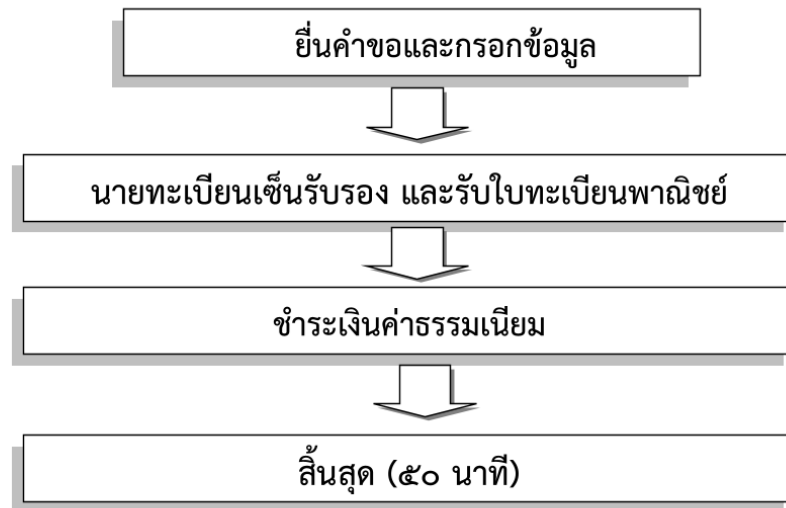 ยื่นคำขอและกรอกข้อมูล
นายทะเบียนเซ็นรับรอง และรับใบทะเบียนพาณิชย์
ชำระเงินค่าธรรมเนียม
สิ้นสุด (๕๐ นาที)